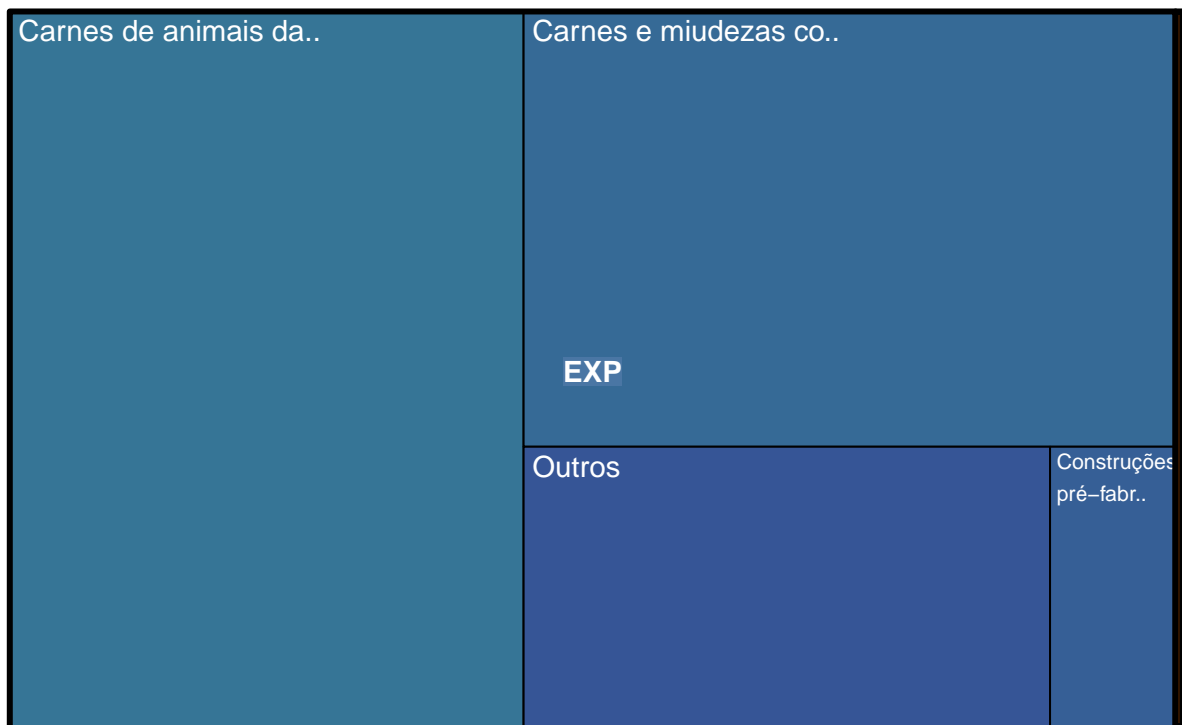 Carnes de animais da..
Carnes e miudezas co..
EXP
Outros
Construções
pré−fabr..